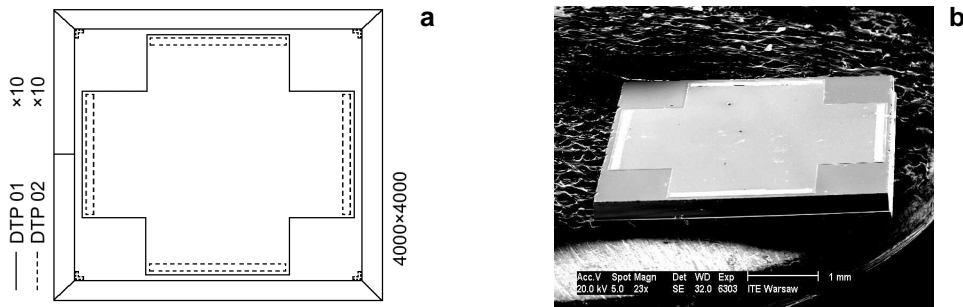 a
b
DTP 01 ×10
DTP 02 ×10
4000×4000
Acc.V Spot Magn Det WD Exp
20.0 kV 5.0 23x SE 32.0 6303 ITE Warsaw
1 mm